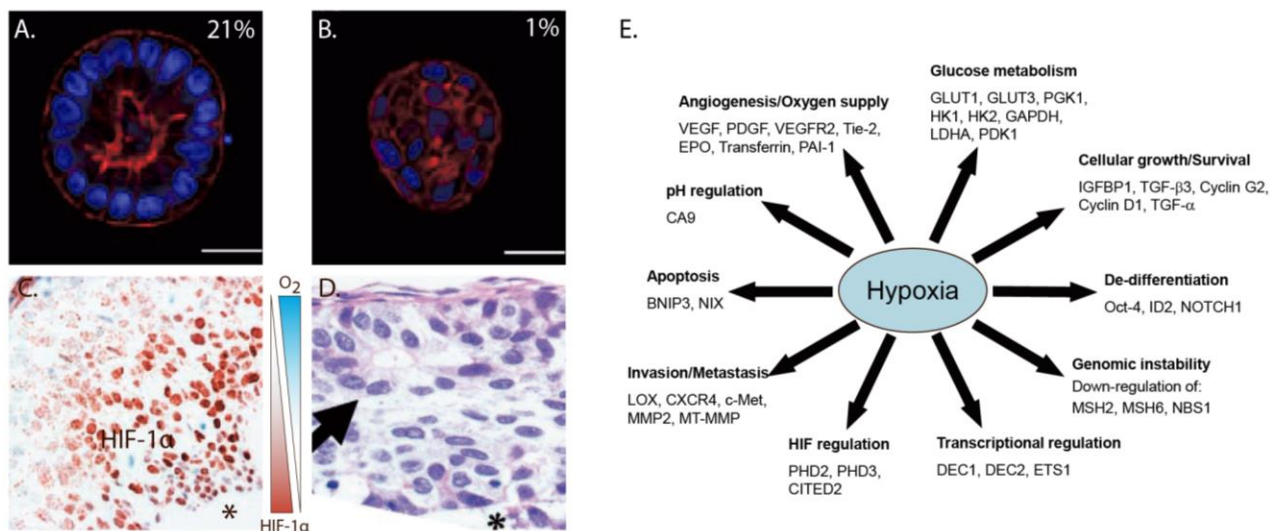 A.
21%
B.
1%
C.
HIF-1α
*
O2
HIF-1α
D.
*
E.
Angiogenesis/Oxygen supply
VEGF, PDGF, VEGFR2, Tie-2,
EPO, Transferrin, PAI-1
Glucose metabolism
GLUT1, GLUT3, PGK1,
HK1, HK2, GAPDH,
LDHA, PDK1
pH regulation
CA9
Cellular growth/Survival
IGFBP1, TGF-β3, Cyclin G2,
Cyclin D1, TGF-α
Apoptosis
BNIP3, NIX
Hypoxia
De-differentiation
Oct-4, ID2, NOTCH1
Invasion/Metastasis
LOX, CXCR4, c-Met,
MMP2, MT-MMP
Genomic instability
Down-regulation of:
MSH2, MSH6, NBS1
HIF regulation
PHD2, PHD3,
CITED2
Transcriptional regulation
DEC1, DEC2, ETS1